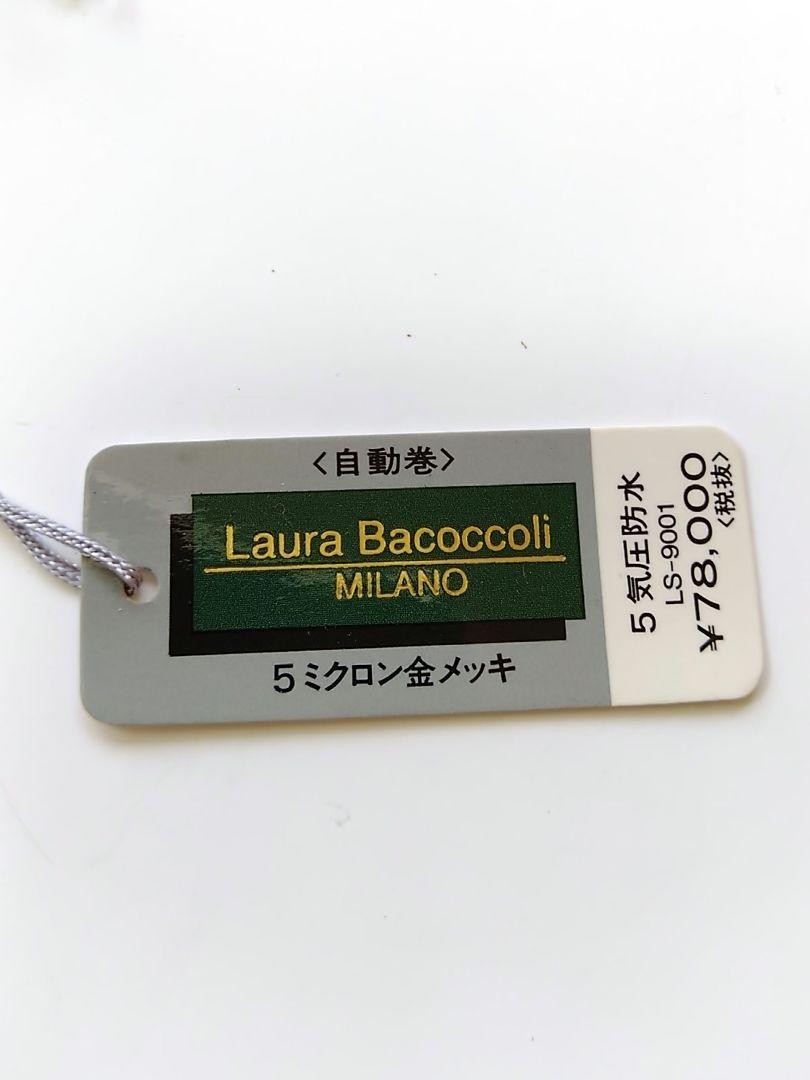 〈自動巻〉
Laura Bacoccoli
MILANO
5ミクロン金メッキ
5気圧防水
LS-9001
¥78,000
〈税抜〉